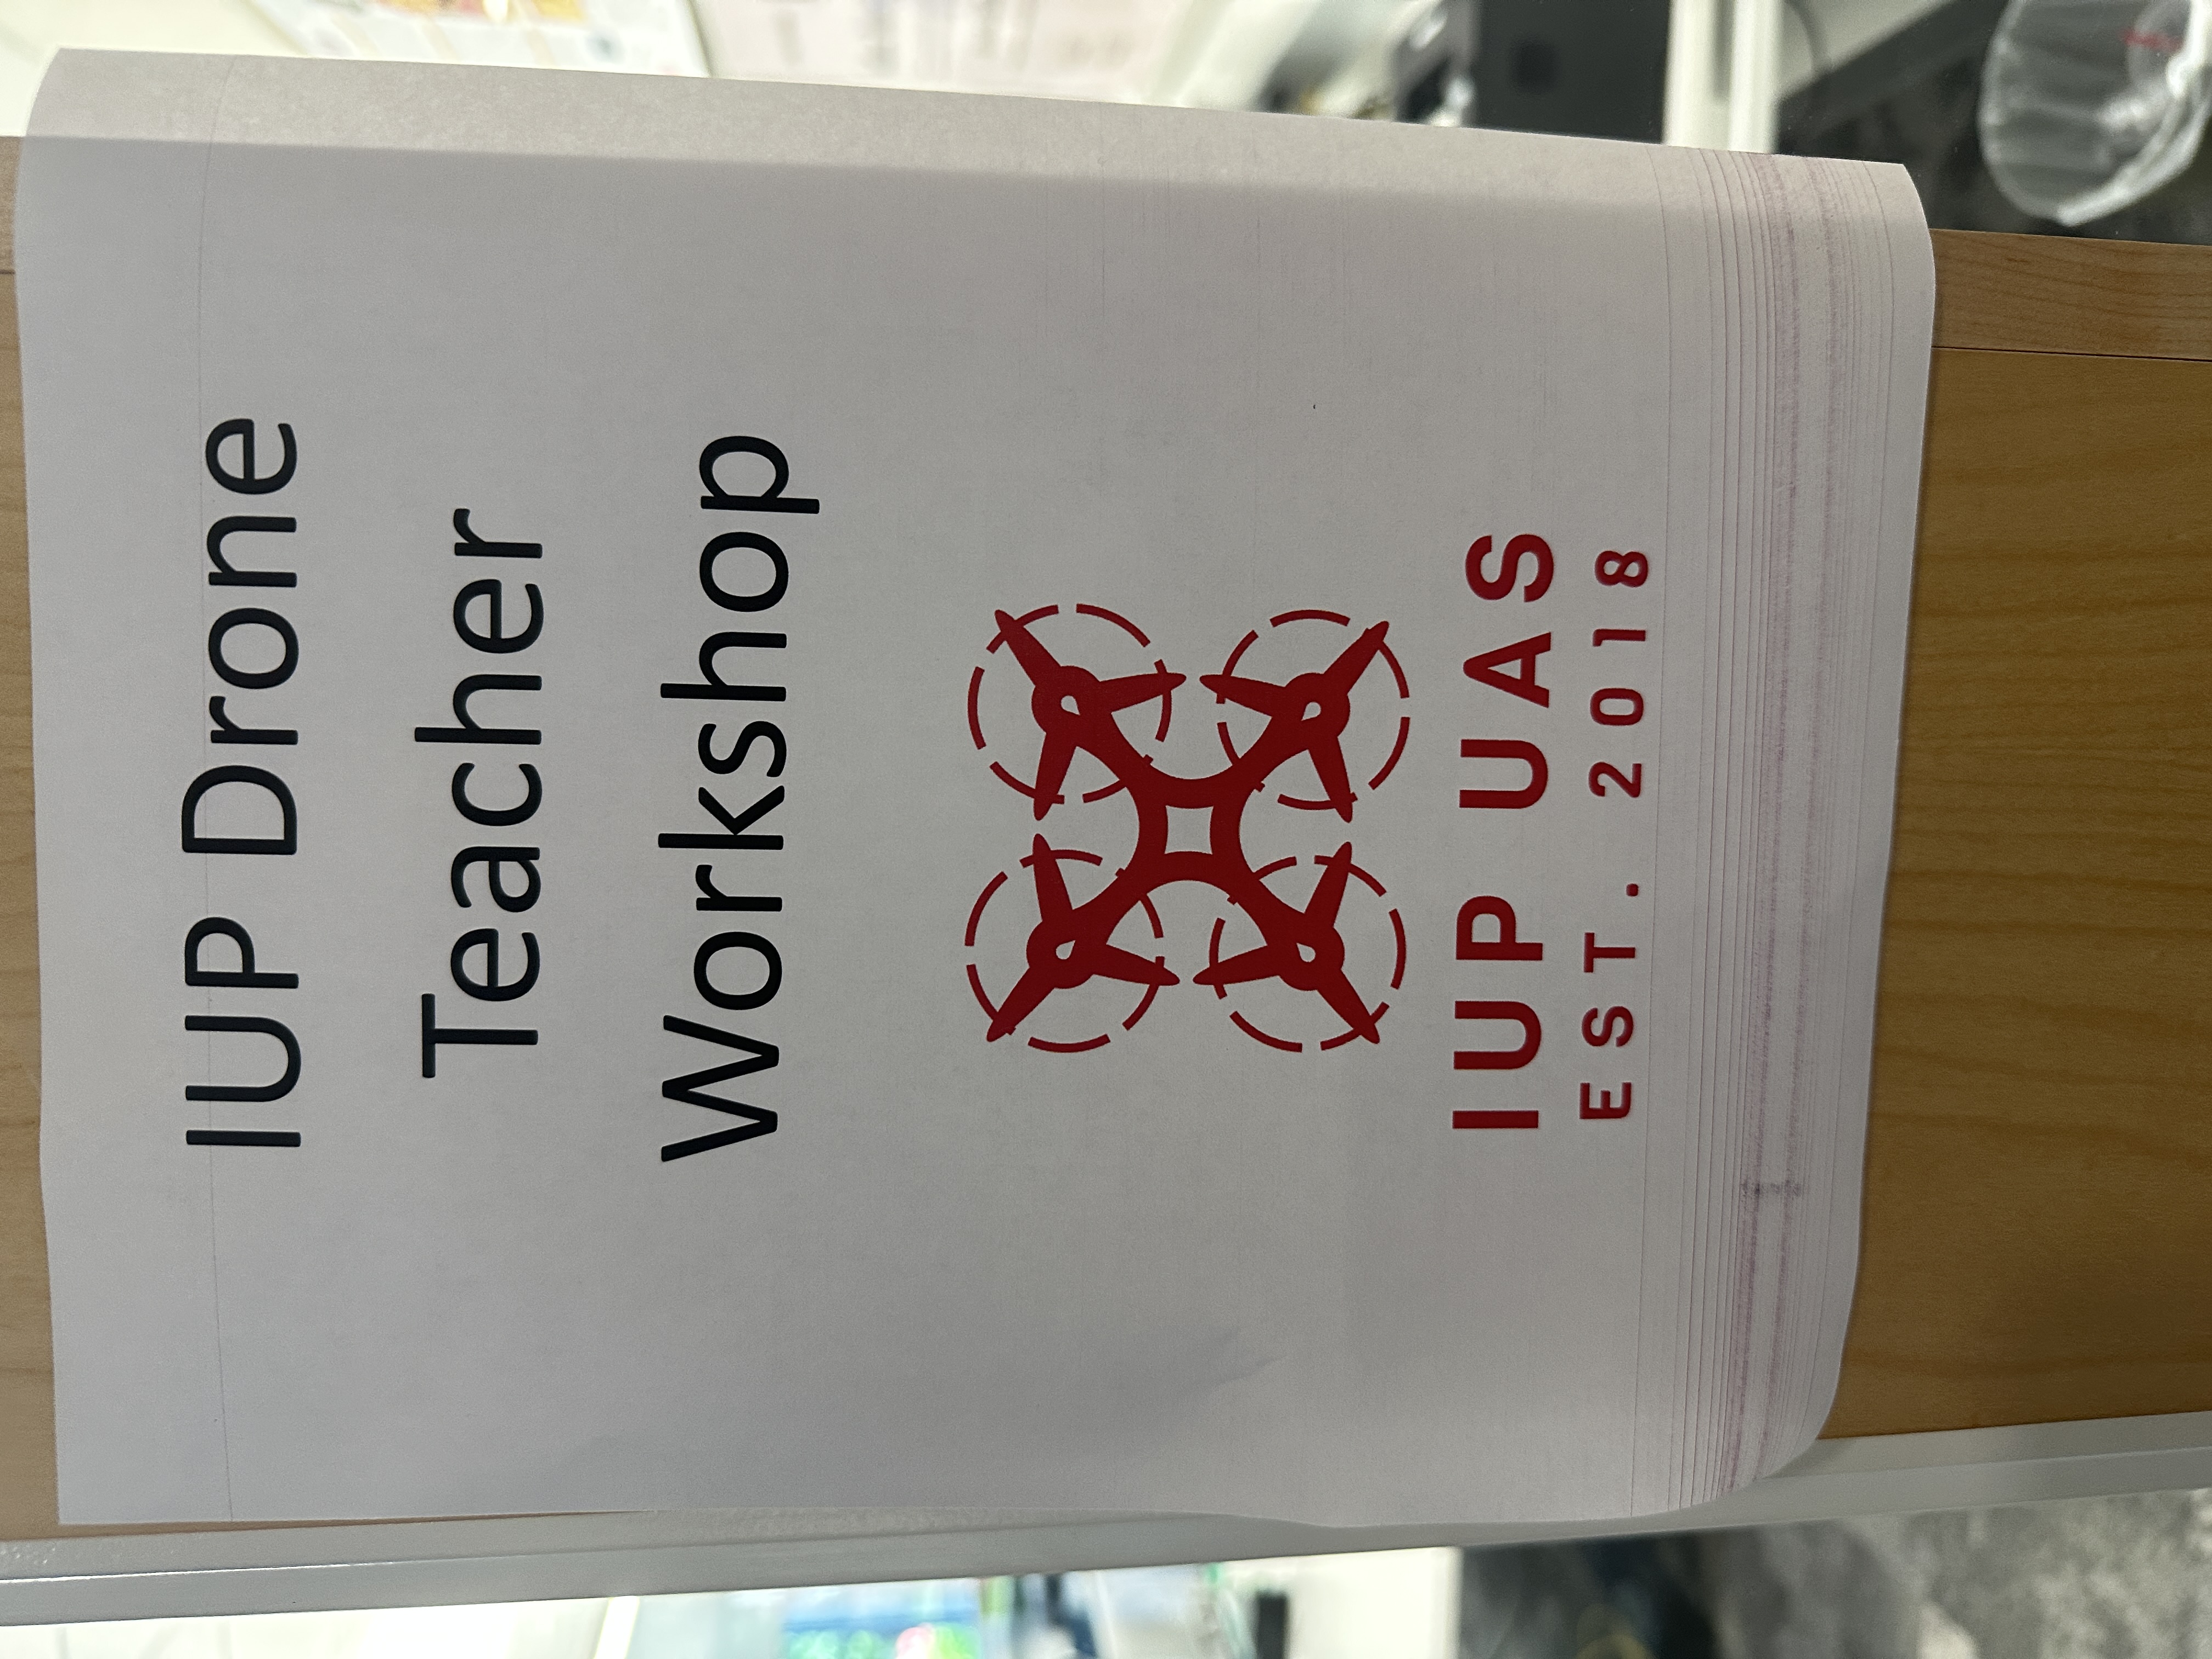 IUP Drone
Teacher
Workshop
IUP UAS
EST. 2018